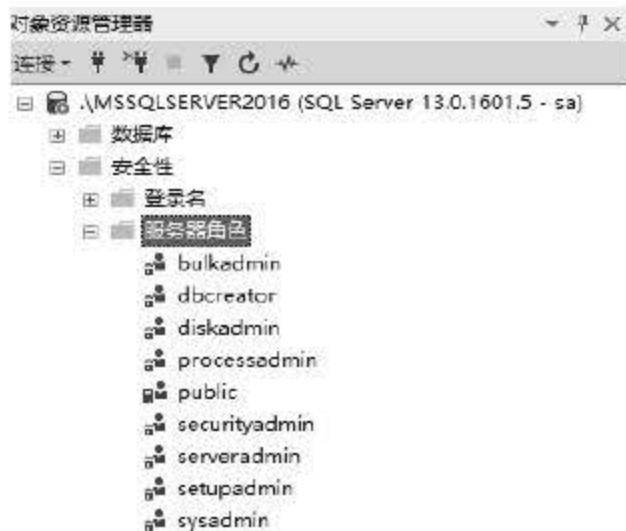 对象资源管理器
连接
.\MSSQLSERVER2016 (SQL Server 13.0.1601.5 - sa)
数据库
安全性
登录名
服务器角色
bulkadmin
dbcreator
diskadmin
processadmin
public
securityadmin
serveradmin
setupadmin
sysadmin